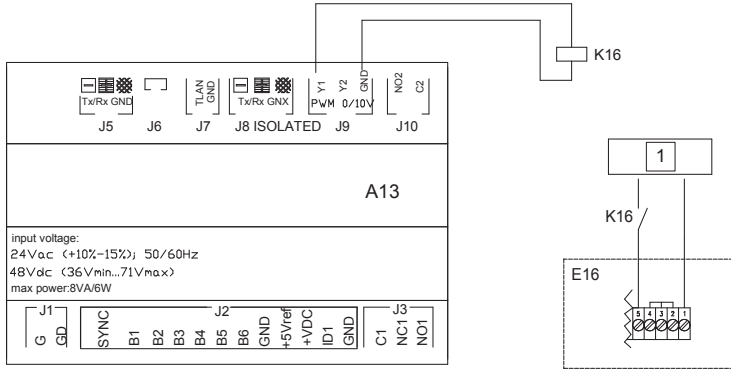 K16
Tx/Rx GND
TLAN
GND
Tx/Rx GNX
Y1
Y2
GND
PWM 0/10V
NO2
C2
J5
J6
J7
J8 ISOLATED
J9
J10
1
A13
K16
input voltage:
24Vac (+10%-15%); 50/60Hz
48Vdc (36Vmin...71Vmax)
max power:8VA/6W
E16
J1
J2
J3
G
GD
SYNC
B1
B2
B3
B4
B5
B6
GND
+5Vref
+VDC
ID1
GND
C1
NC1
NO1
5 4 3 2 1